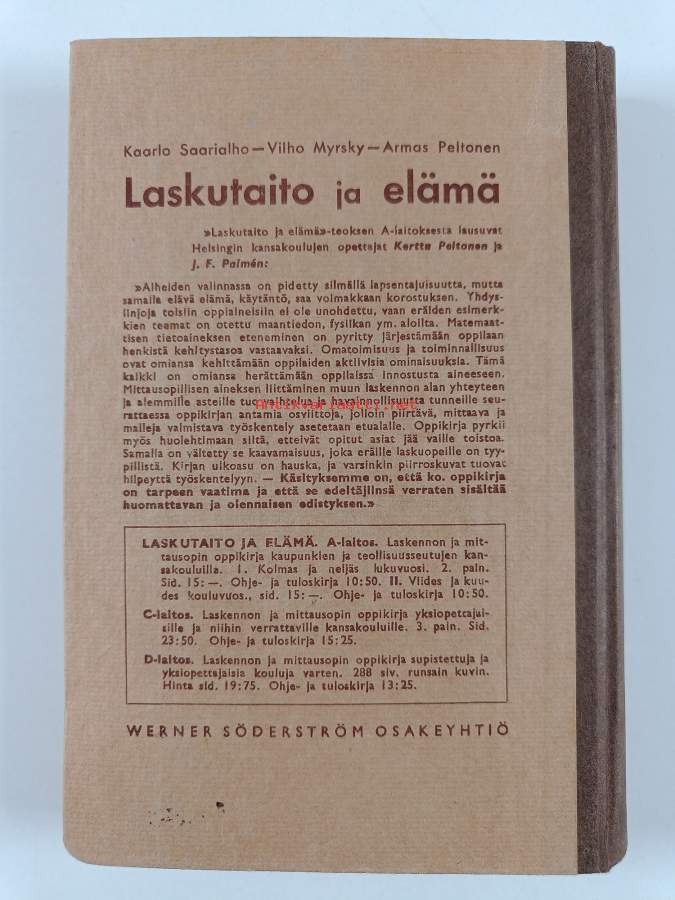 Kaarlo Saarialho—Vilho Myrsky—Armas Peltonen
Laskutaito ja elämä
»Laskutaito ja elämä»-teoksen A-laitoksesta lausuvat
Helsingin kansakoulujen opettajat Kerttu Peltonen ja
J. F. Palmén:
»Aiheiden valinnassa on pidetty silmällä lapsentajuisuutta, mutta
samalla elävä elämä, käytäntö, saa voimakkaan korostuksen. Yhdys-
linjoja toisiin oppiaineisiin ei ole unohdettu, vaan eräiden esimerk-
kien teemat on otettu maantiedon, fysiikan ym. aloilta. Matemaat-
tisen tietoaineksen eteneminen on pyritty järjestämään oppilaan
henkistä kehitystasoa vastaavaksi. Omatoimisuus ja toiminnallisuus
ovat omiansa kehittämään oppilaiden aktiivisia ominaisuuksia. Tämä
kaikki on omiansa herättämään oppilaissa innostusta aineeseen.
Mittausopillisen aineksen liittäminen muun laskennon alan yhteyteen
ja alemmille asteille tuo vaihtelua ja havainnollisuutta tunneille seu-
Antikvariaatti.net
rattaessa oppikirjan antamia osviittoja, jolloin piirtävä, mittaava ja
malleja valmistava työskentely asetetaan etualalle. Oppikirja pyrkii
myös huolehtimaan siitä, etteivät opitut asiat jää vaille toistoa.
Samalla on vältetty se kaavamaisuus, joka eräille laskuopeille on tyy-
pillistä. Kirjan ulkoasu on hauska, ja varsinkin piirroskuvat tuovat
hilpeyttä työskentelyyn. — Käsityksemme on, että ko. oppikirja
on tarpeen vaatima ja että se edeltäjiinsä verraten sisältää
huomattavan ja olennaisen edistyksen.»
LASKUTAITO JA ELÄMÄ. A-laitos. Laskennon ja mit-
tausopin oppikirja kaupunkien ja teollisuusseutujen kan-
sakouluilla. 1. Kolmas ja neljäs lukuvuosi. 2. pain.
Sid. 15:—. Ohje- ja tuloskirja 10:50. II. Viides ja kuu-
des kouluvuos., sid. 15:—. Ohje- ja tuloskirja 10:50.
C-laitos. Laskennon ja mittausopin oppikirja yksiopettajai-
sille ja niihin verrattaville kansakouluille. 3. pain. Sid.
23:50. Ohje- ja tuloskirja 15:25.
D-laitos. Laskennon ja mittausopin oppikirja supistettuja ja
yksiopettajaisia kouluja varten. 288 siv. runsain kuvin.
Hinta sid. 19:75. Ohje- ja tuloskirja 13:25.
WERNER SÖDERSTRÖM OSAKEYHTIÖ